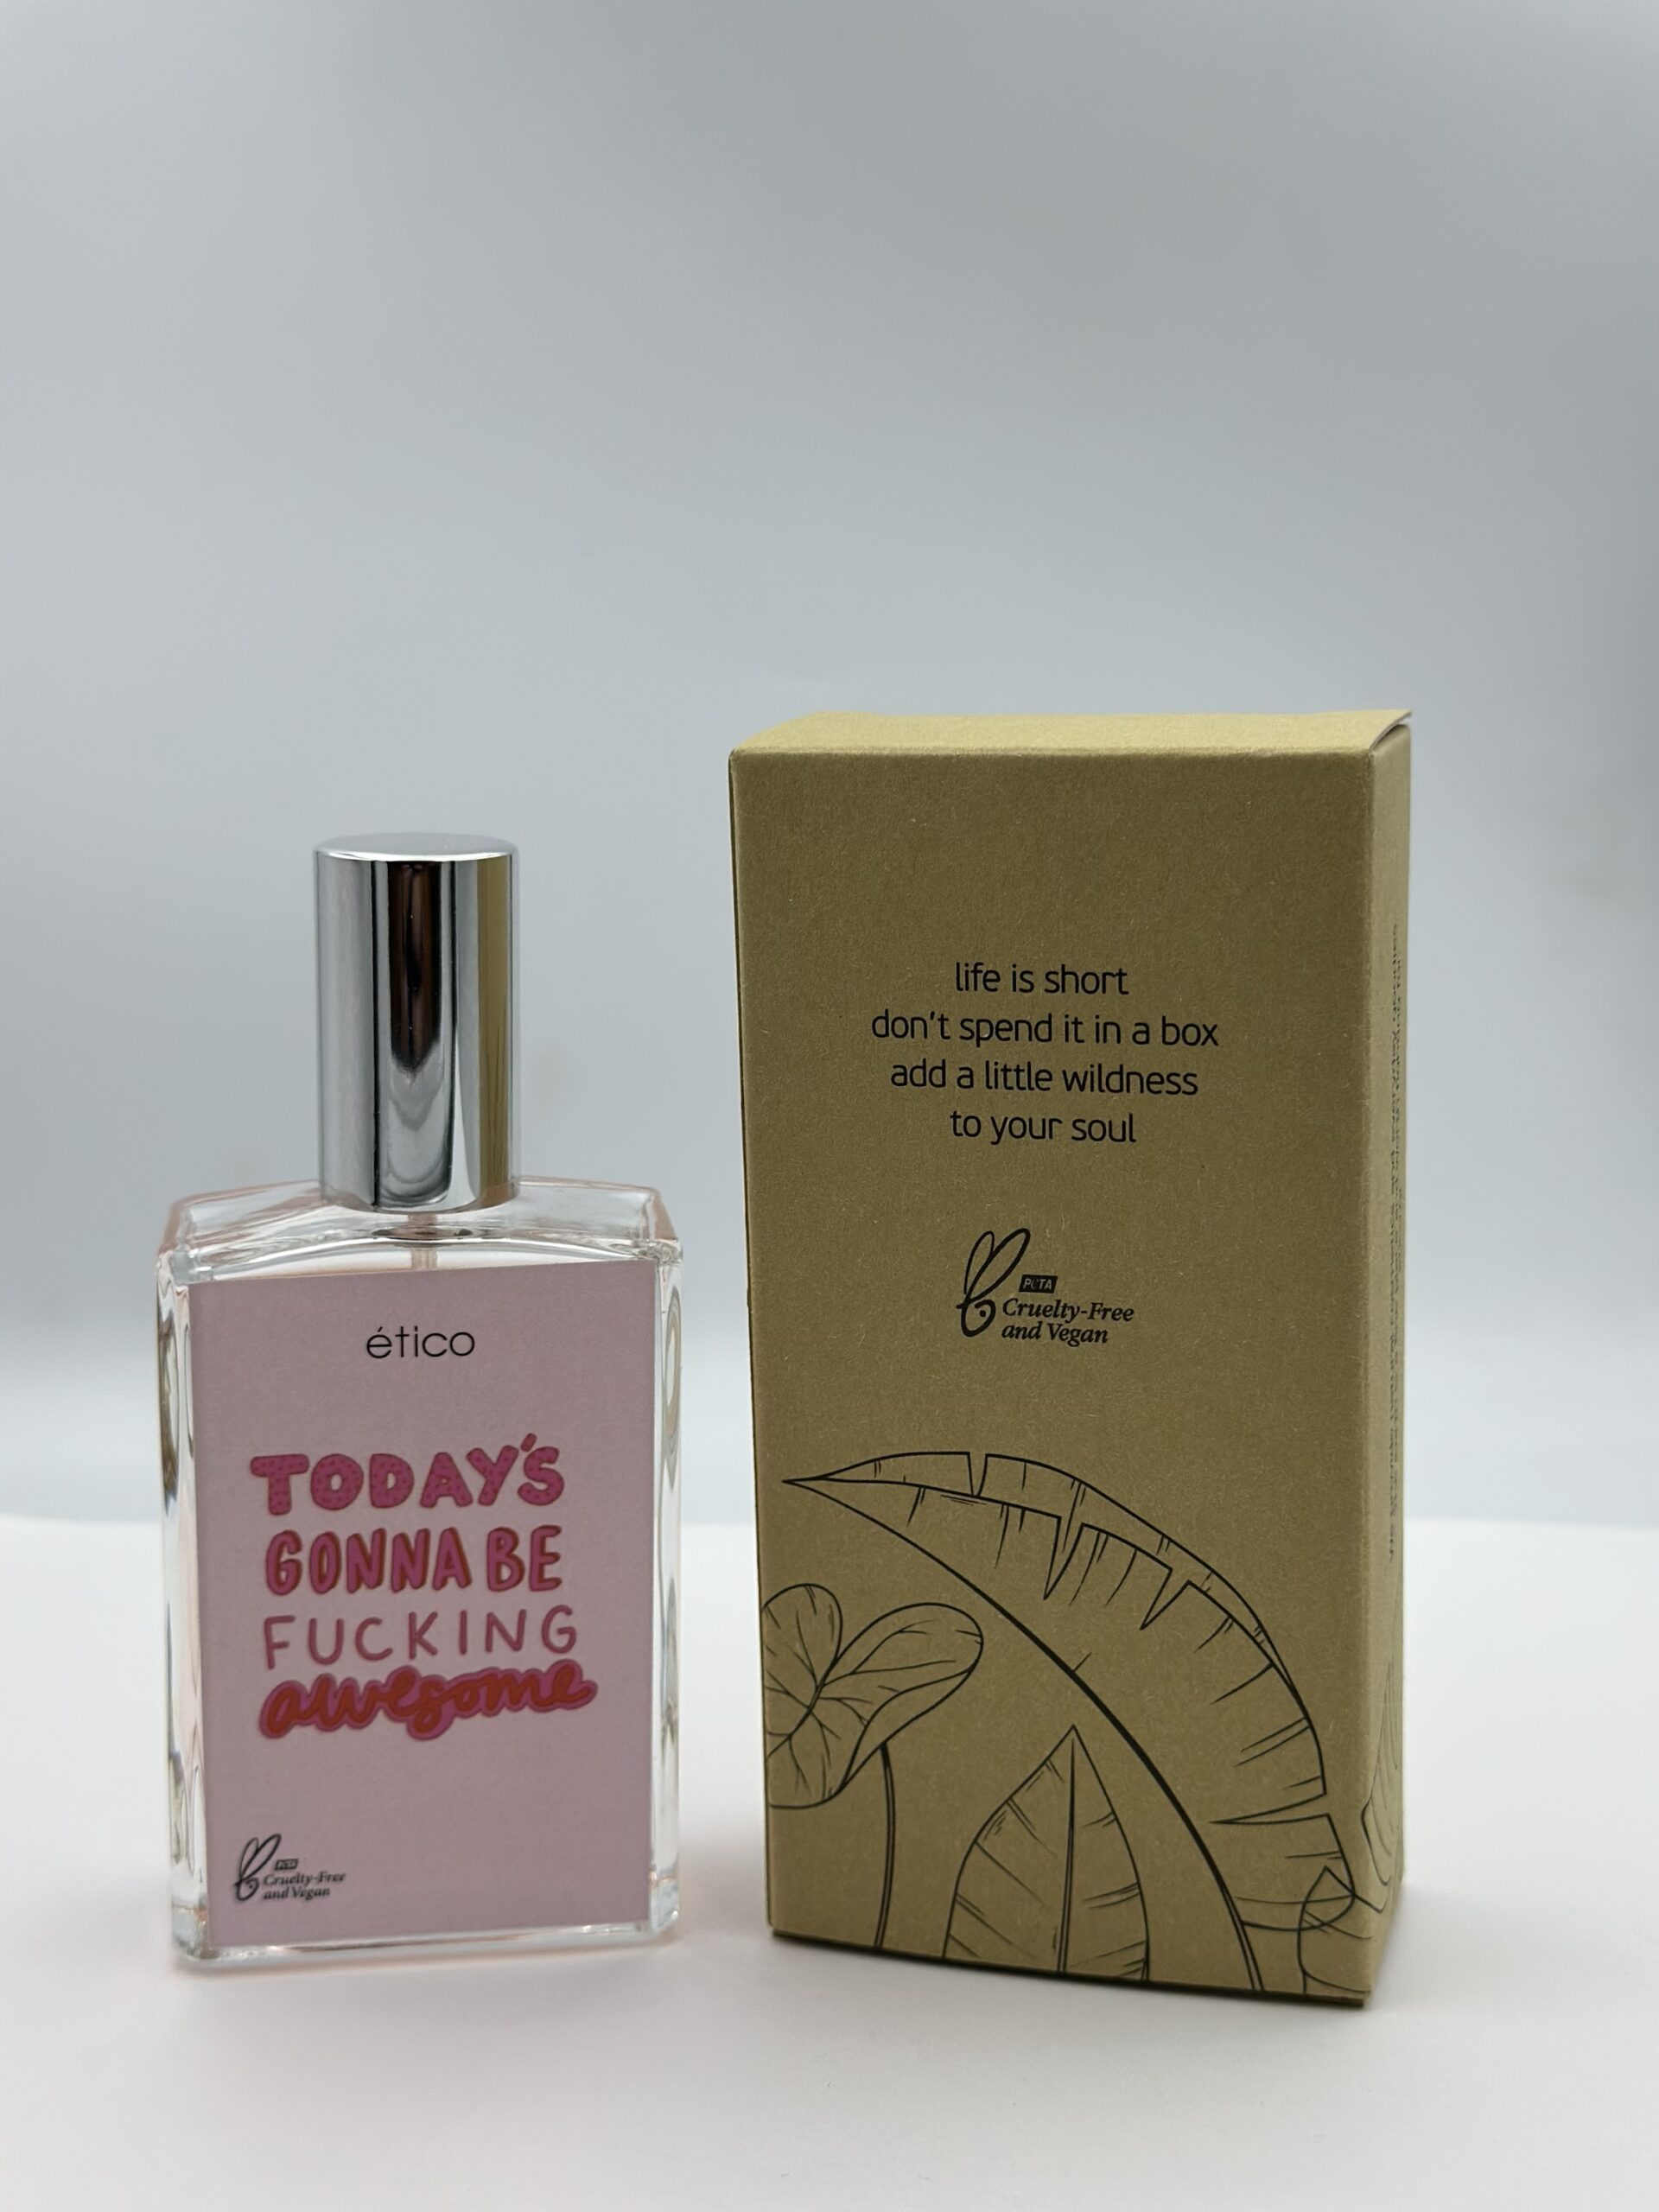 ético
TODAY'S
GONNA BE
FUCKING
awesome
PETA
Cruelty-Free
and Vegan
life is short
don't spend it in a box
add a little wildness
to your soul
PETA
Cruelty-Free
and Vegan